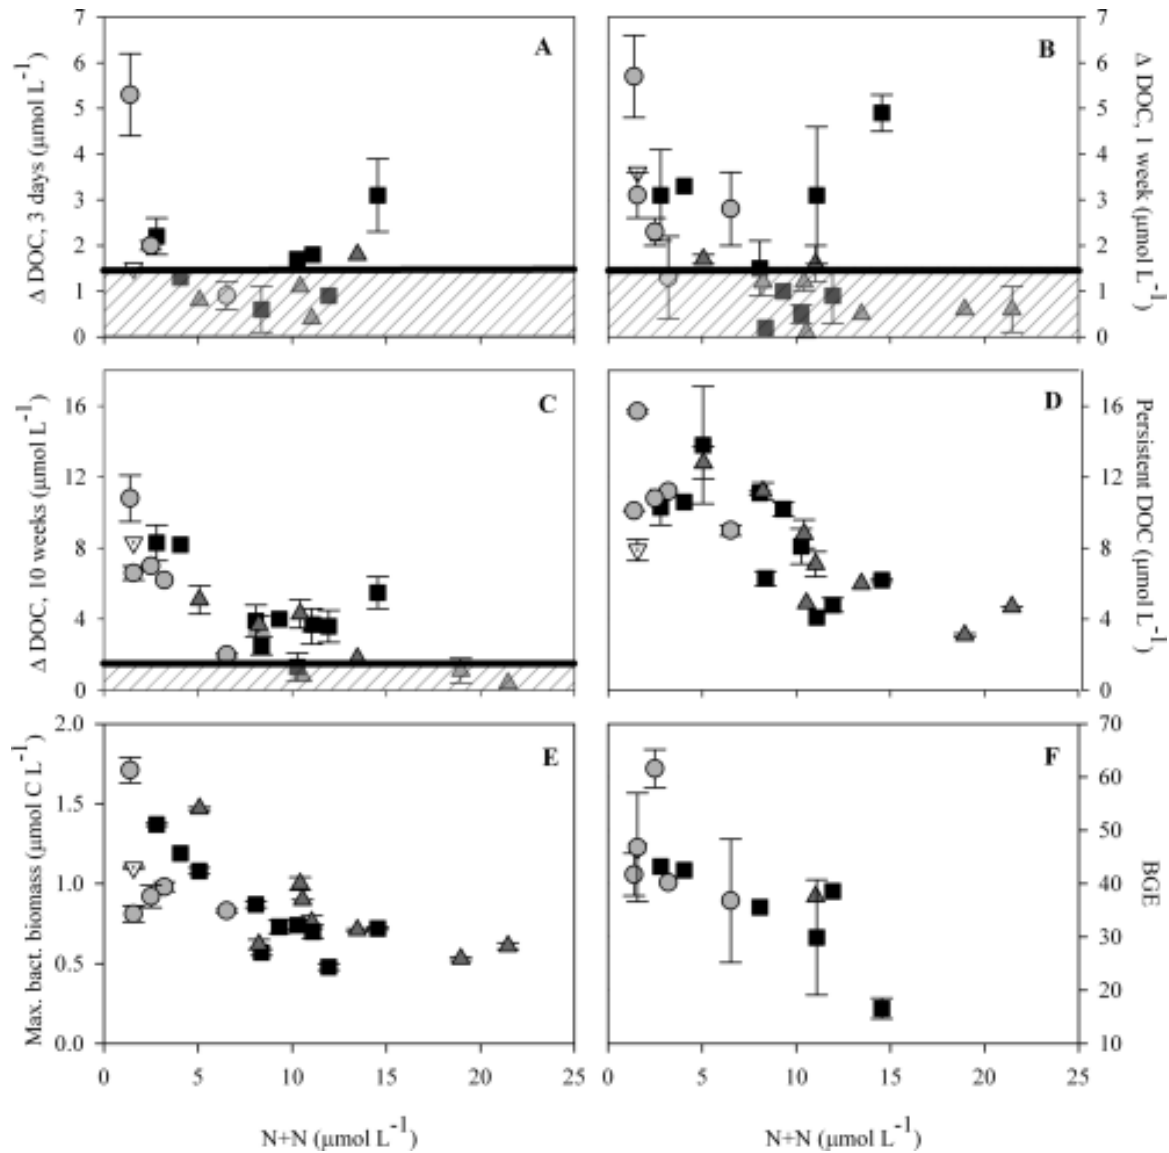 7
6
5
4
3
2
1
0
Δ DOC, 3 days (μmol L-1)
A
B
7
6
5
4
3
2
1
0
Δ DOC, 1 week (μmol L-1)
16
12
8
4
0
Δ DOC, 10 weeks (μmol L-1)
C
D
16
12
8
4
0
Persistent DOC (μmol L-1)
2.0
1.5
1.0
0.5
0.0
Max. bact. biomass (μmol C L-1)
E
F
70
60
50
40
30
20
10
BGE
0 5 10 15 20 25
0 5 10 15 20 25
N+N (μmol L-1)
N+N (μmol L-1)